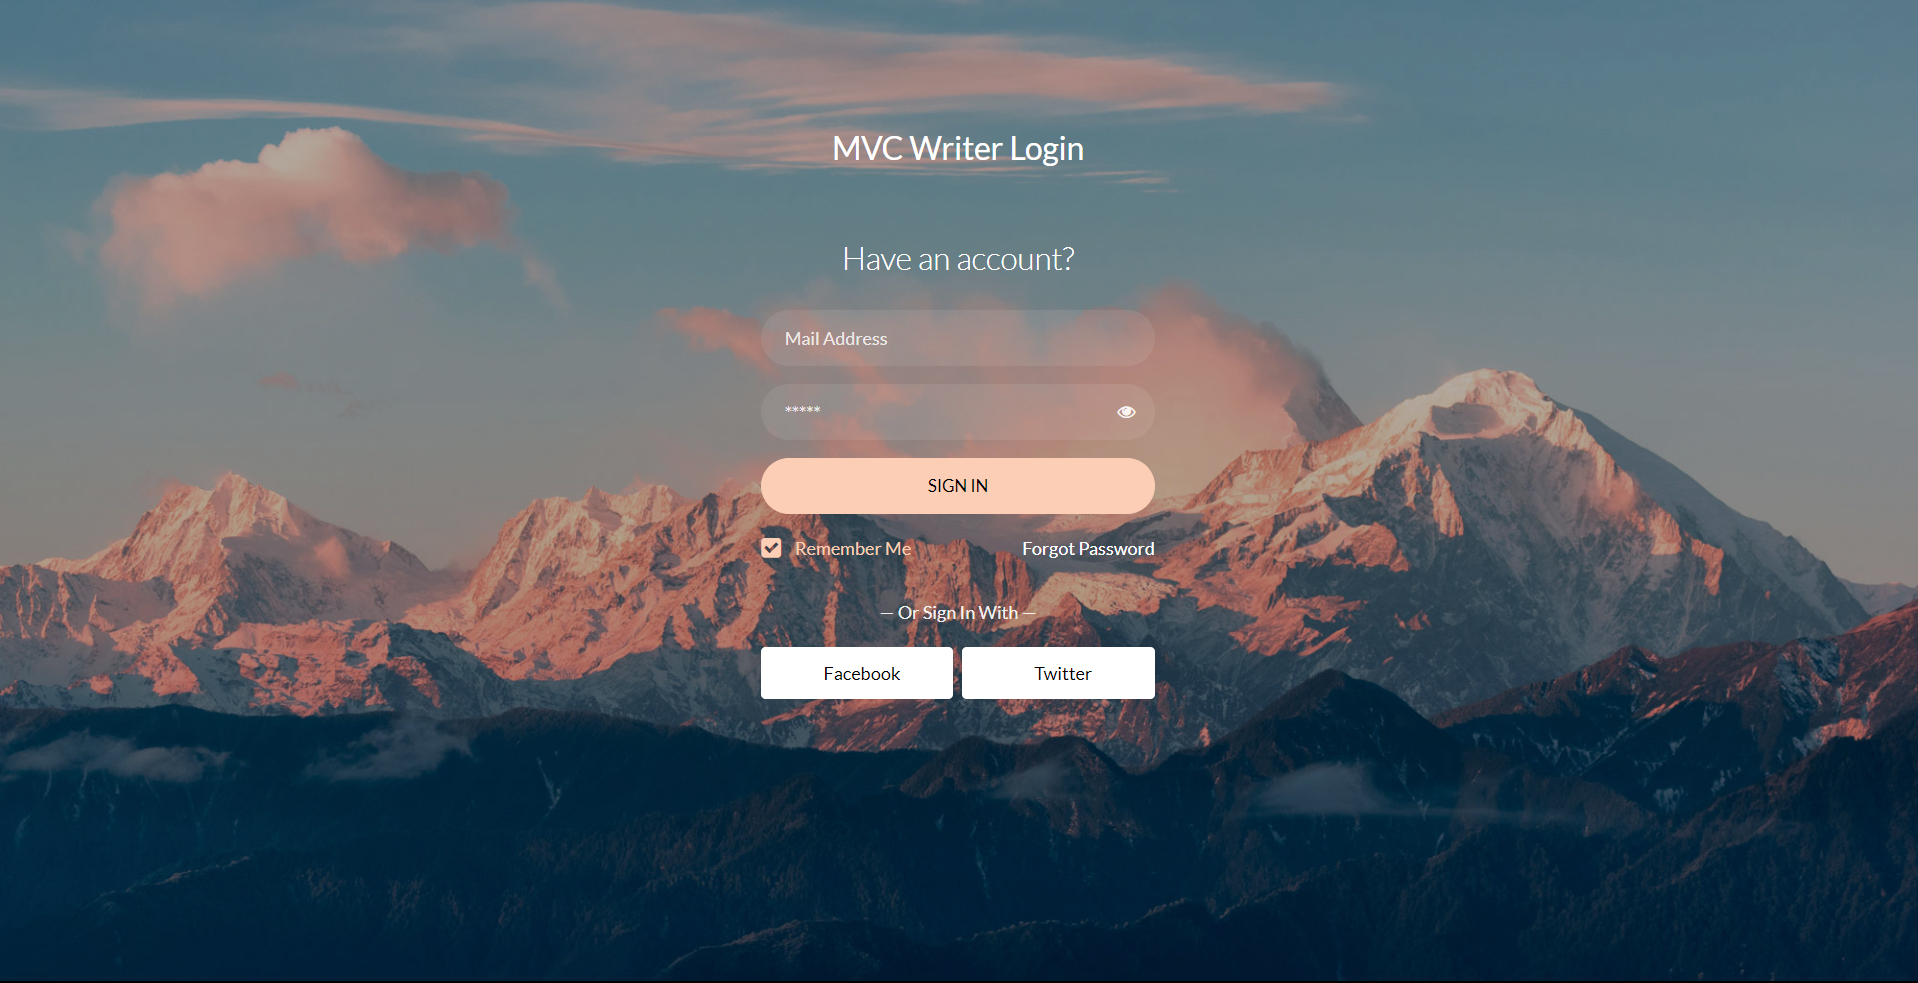 MVC Writer Login
Have an account?
Mail Address
*****
SIGN IN
Remember Me Forgot Password
— Or Sign In With —
Facebook Twitter